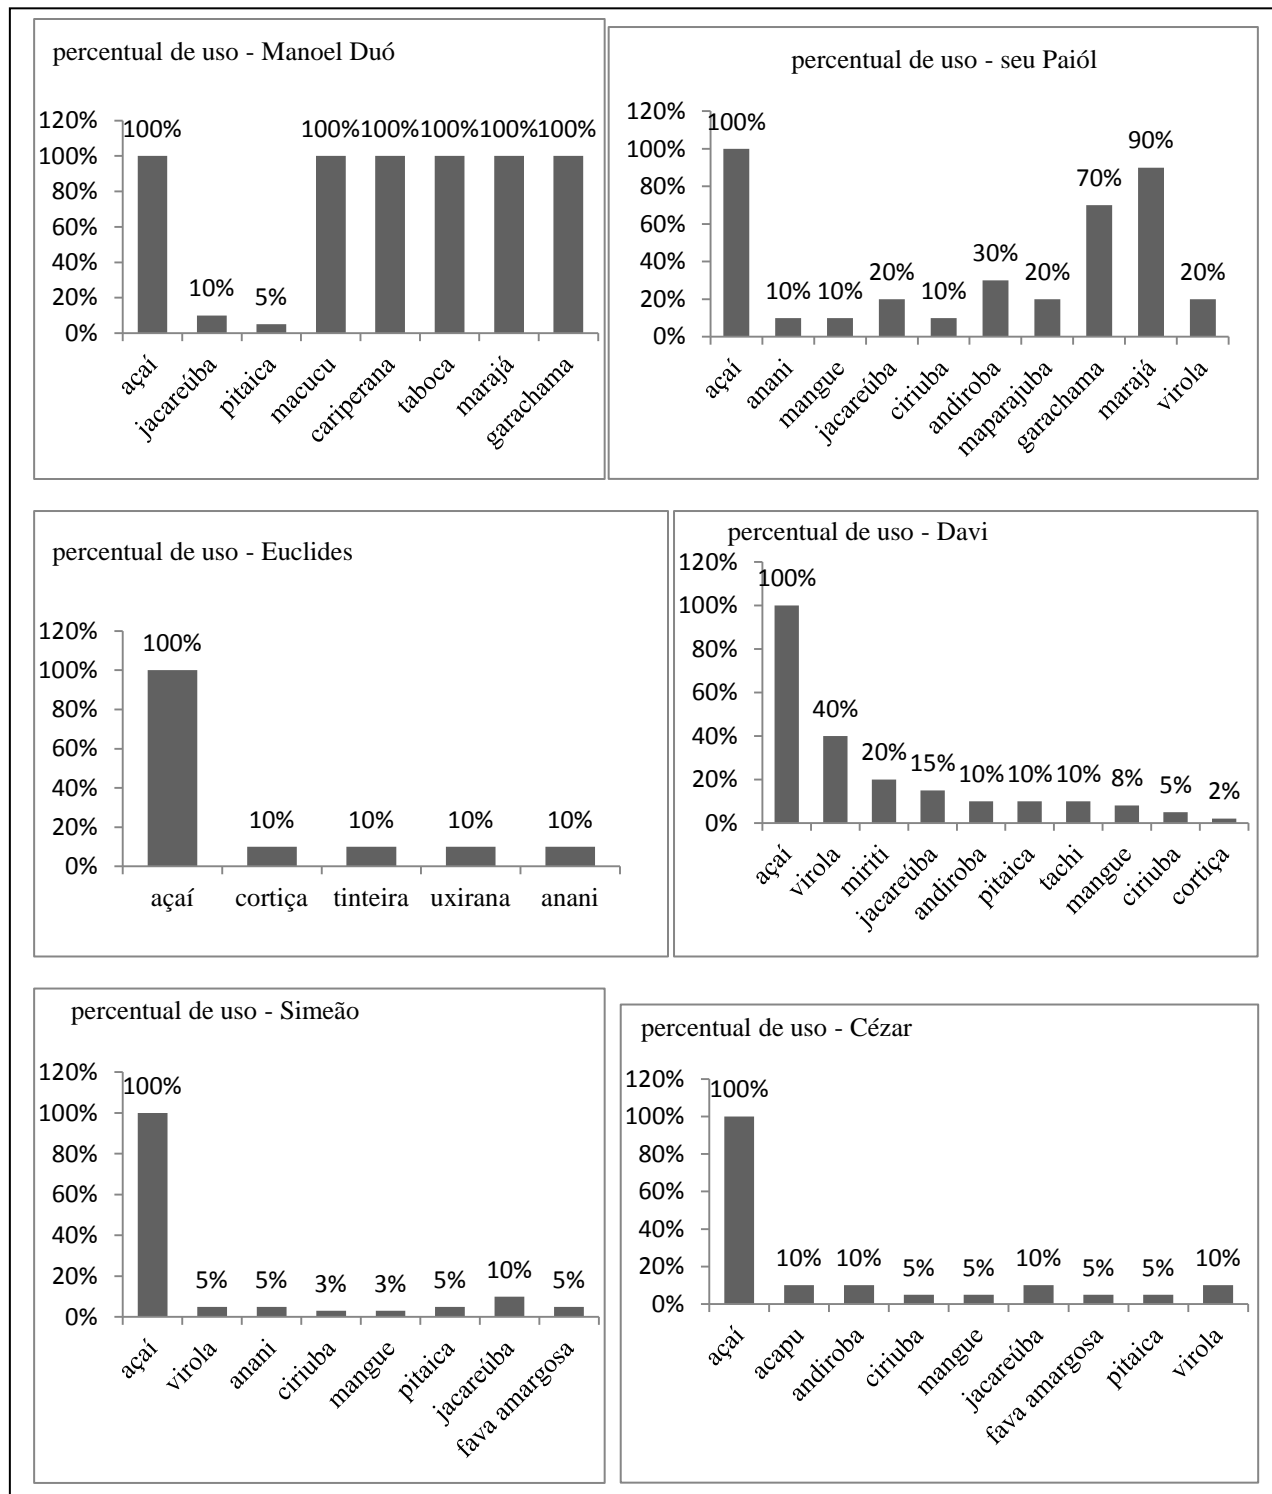 percentual de uso - Manoel Duó
120%
100%
80%
60%
40%
20%
0%
100%
10%
5%
100%
100%
100%
100%
100%
açaí
jacareúba
pitaica
macucu
cariperana
taboca
marajá
garachama
percentual de uso - seu Paiól
120%
100%
80%
60%
40%
20%
0%
100%
10%
10%
20%
10%
30%
20%
70%
90%
20%
açaí
anani
mangue
jacareúba
ciriuba
andiroba
maparajuba
garachama
marajá
virola
percentual de uso - Euclides
120%
100%
80%
60%
40%
20%
0%
100%
10%
10%
10%
10%
açaí
cortiça
tinteira
uxirana
anani
percentual de uso - Davi
120%
100%
80%
60%
40%
20%
0%
100%
40%
20%
15%
10%
10%
10%
8%
5%
2%
açaí
virola
miriti
jacareúba
andiroba
pitaica
tachi
mangue
ciriuba
cortiça
percentual de uso - Simeão
120%
100%
80%
60%
40%
20%
0%
100%
5%
5%
3%
3%
5%
10%
5%
açaí
virola
anani
ciriuba
mangue
pitaica
jacareúba
fava amargosa
percentual de uso - Cézar
120%
100%
80%
60%
40%
20%
0%
100%
10%
10%
5%
5%
10%
5%
5%
10%
açaí
acapu
andiroba
ciriuba
mangue
jacareúba
fava amargosa
pitaica
virola